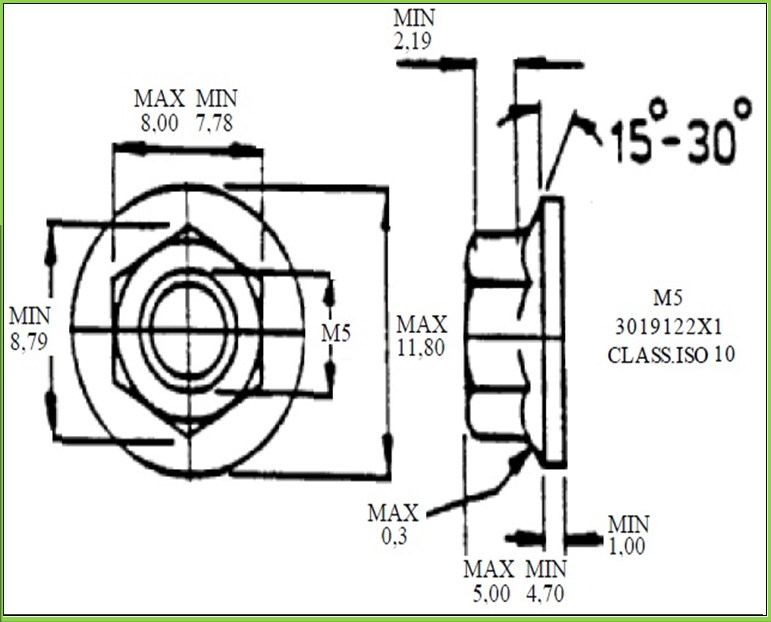 MIN
2,19
MAX MIN
8,00 7,78
15°-30°
MIN
8,79
M5
MAX
11,80
M5
3019122X1
CLASS.ISO 10
MAX
0,3
MIN
1,00
MAX MIN
5,00 4,70